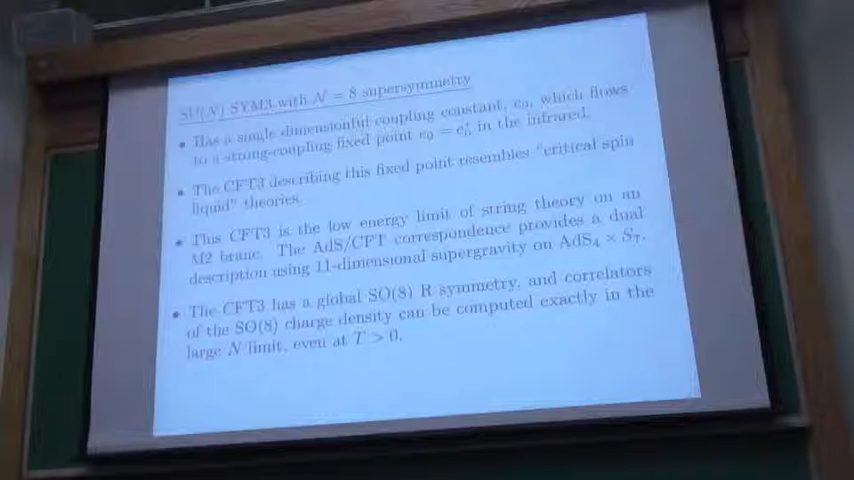 SU(N) SYM3 with 𝒩 = 8 supersymmetry
• Has a single dimensionful coupling constant, e₀, which flows
to a strong-coupling fixed point e₀ = e₀* in the infrared.
• The CFT3 describing this fixed point resembles "critical spin
liquid" theories.
• This CFT3 is the low energy limit of string theory on an
M2 brane. The AdS/CFT correspondence provides a dual
description using 11-dimensional supergravity on AdS₄ × S₇.
• The CFT3 has a global SO(8) R symmetry, and correlators
of the SO(8) charge density can be computed exactly in the
large N limit, even at T > 0.